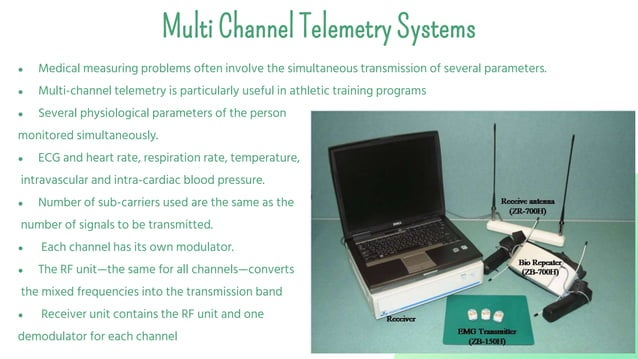 Multi Channel Telemetry Systems
● Medical measuring problems often involve the simultaneous transmission of several parameters.
● Multi-channel telemetry is particularly useful in athletic training programs
● Several physiological parameters of the person
monitored simultaneously.
● ECG and heart rate, respiration rate, temperature,
intravascular and intra-cardiac blood pressure.
● Number of sub-carriers used are the same as the
number of signals to be transmitted.
● Each channel has its own modulator.
● The RF unit—the same for all channels—converts
the mixed frequencies into the transmission band
● Receiver unit contains the RF unit and one
demodulator for each channel
Receive antenna
(ZR-700H)
Bio Repeater
(ZB-700H)
Receiver
EMG Transmitter
(ZB-150H)